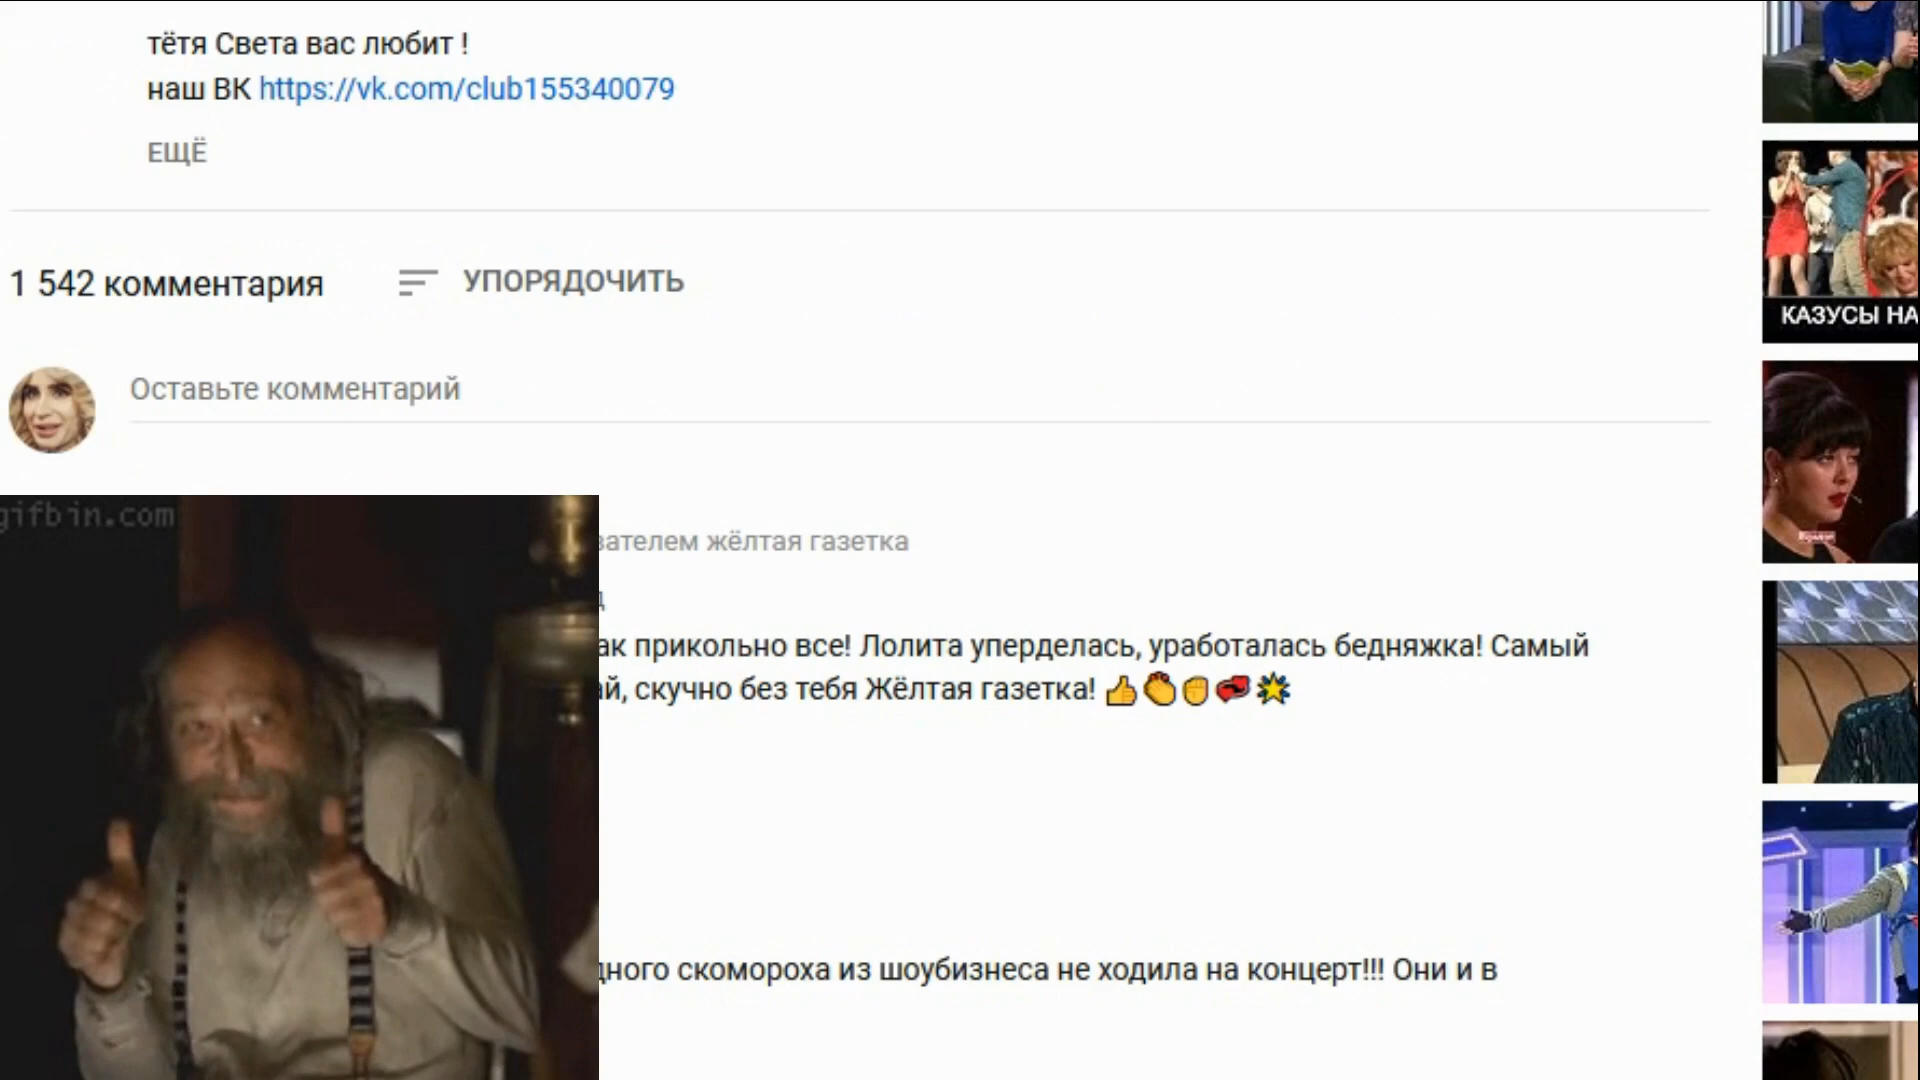 тётя Света вас любит !
наш ВК https://vk.com/club155340079
ЕЩЁ
1 542 комментария
УПОРЯДОЧИТЬ
Оставьте комментарий
КАЗУСЫ НА
gifbin.com
вателем жёлтая газетка
ак прикольно все! Лолита уперделась, уработалась бедняжка! Самый
ай, скучно без тебя Жёлтая газетка! 👍👏✊💋🌟
дного скомороха из шоубизнеса не ходила на концерт!!! Они и в